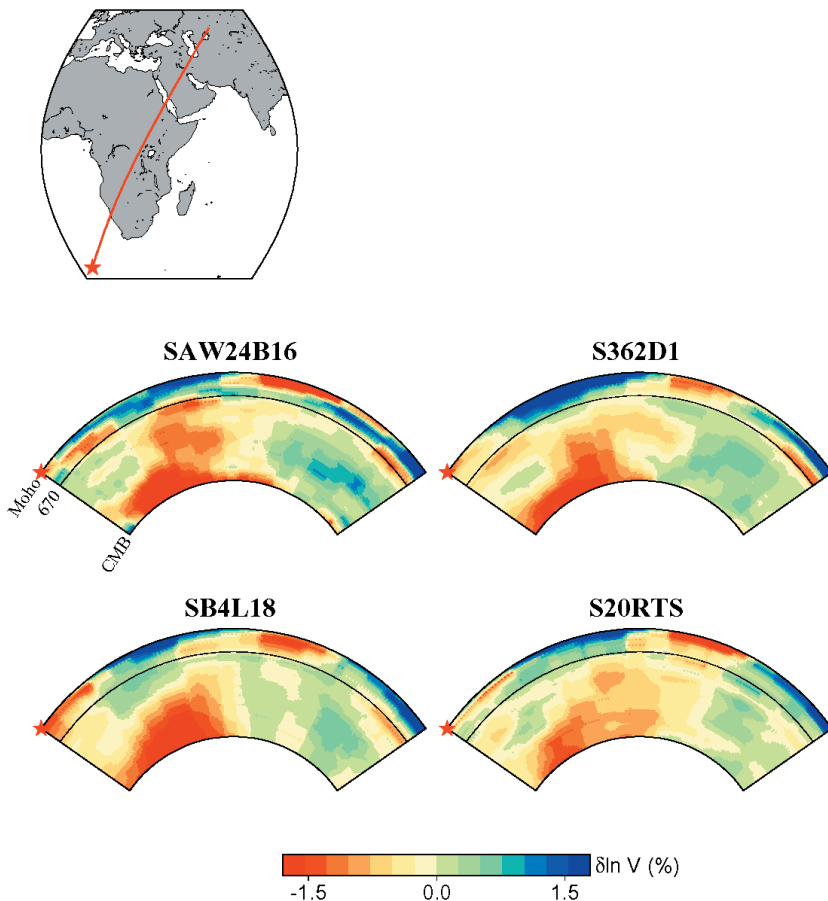 SAW24B16
S362D1
Moho
670
CMB
SB4L18
S20RTS
δln V (%)
-1.5
0.0
1.5